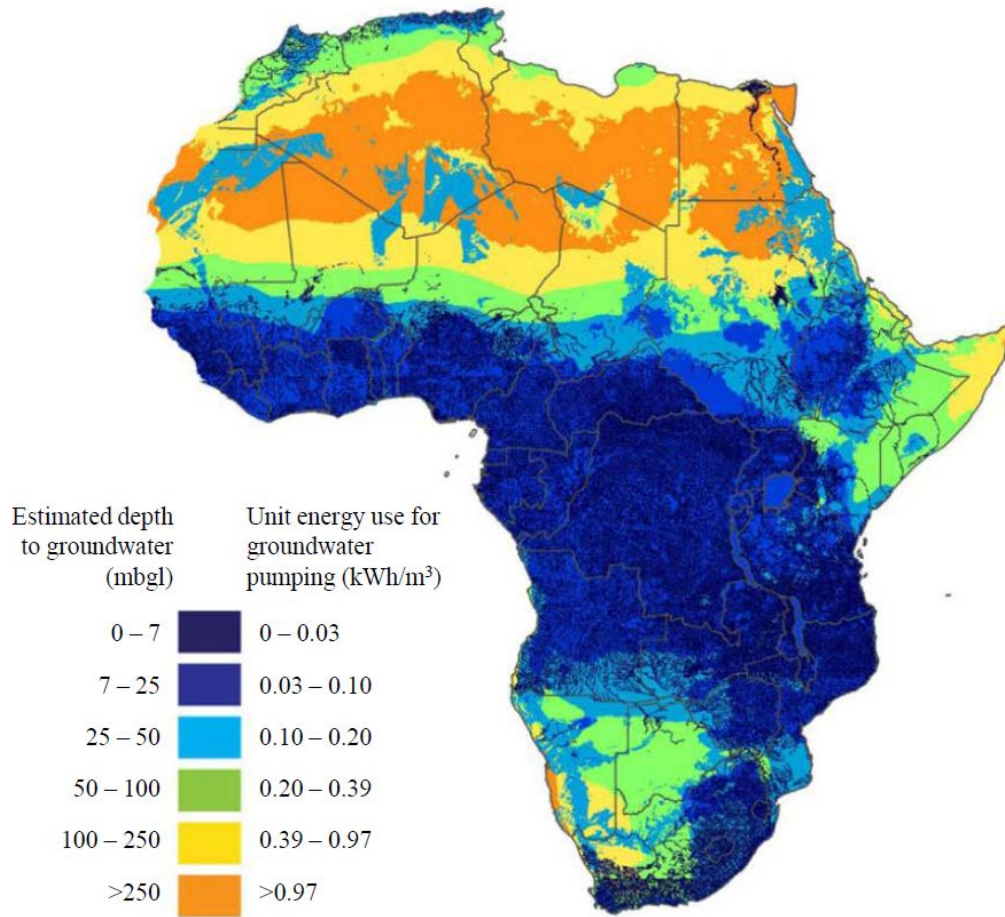 Estimated depth
to groundwater
(mbgl)
Unit energy use for
groundwater
pumping (kWh/m³)
0 – 7
0 – 0.03
7 – 25
0.03 – 0.10
25 – 50
0.10 – 0.20
50 – 100
0.20 – 0.39
100 – 250
0.39 – 0.97
>250
>0.97